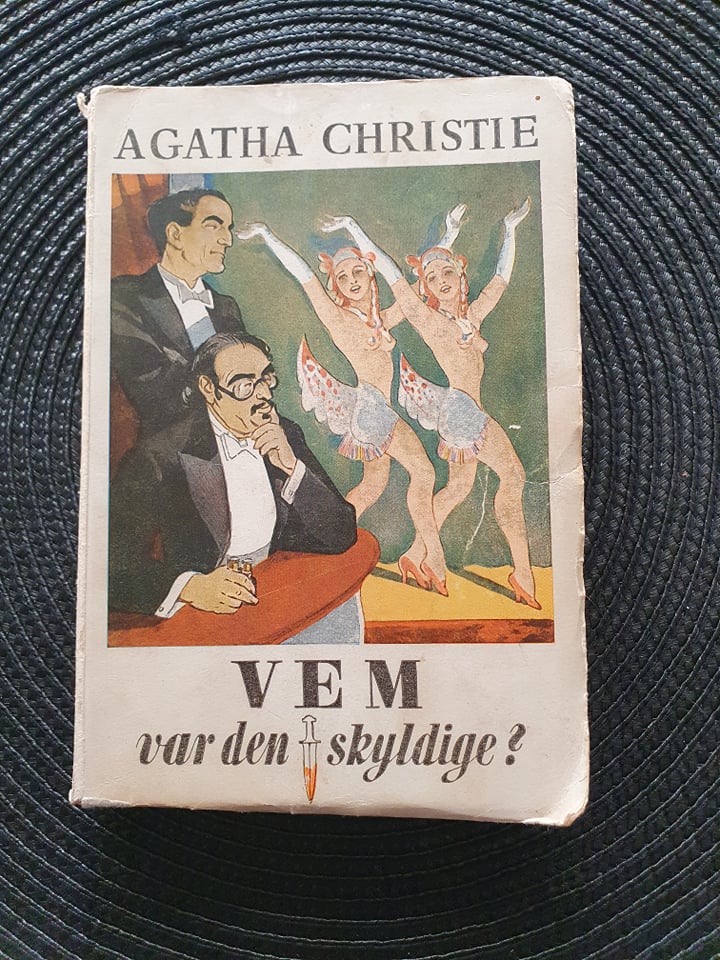 AGATHA CHRISTIE
VEM
var den skyldige?